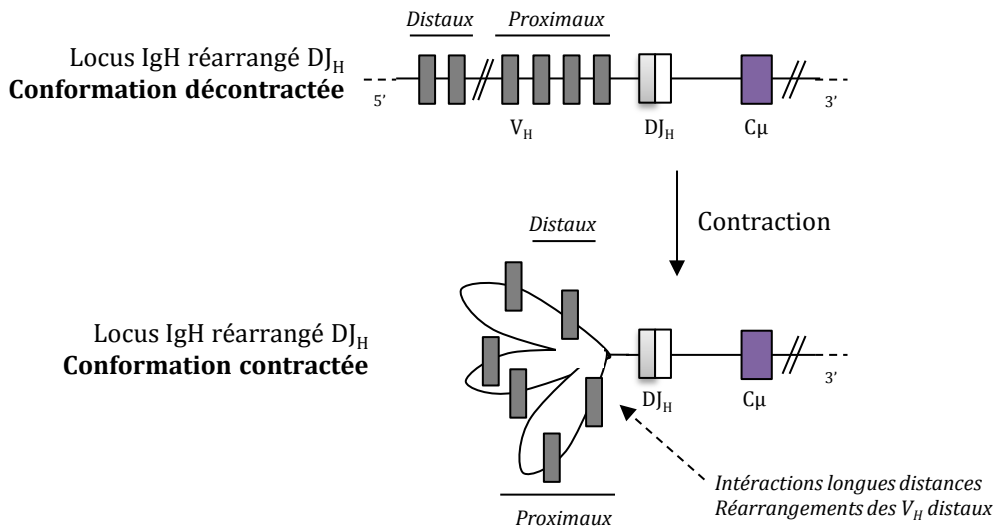 Distaux
Proximaux
Locus IgH réarrangé DJH
Conformation décontractée
5’
VH
DJH
Cμ
3’
Contraction
Distaux
Locus IgH réarrangé DJH
Conformation contractée
DJH
Cμ
3’
Intéractions longues distances
Réarrangements des VH distaux
Proximaux